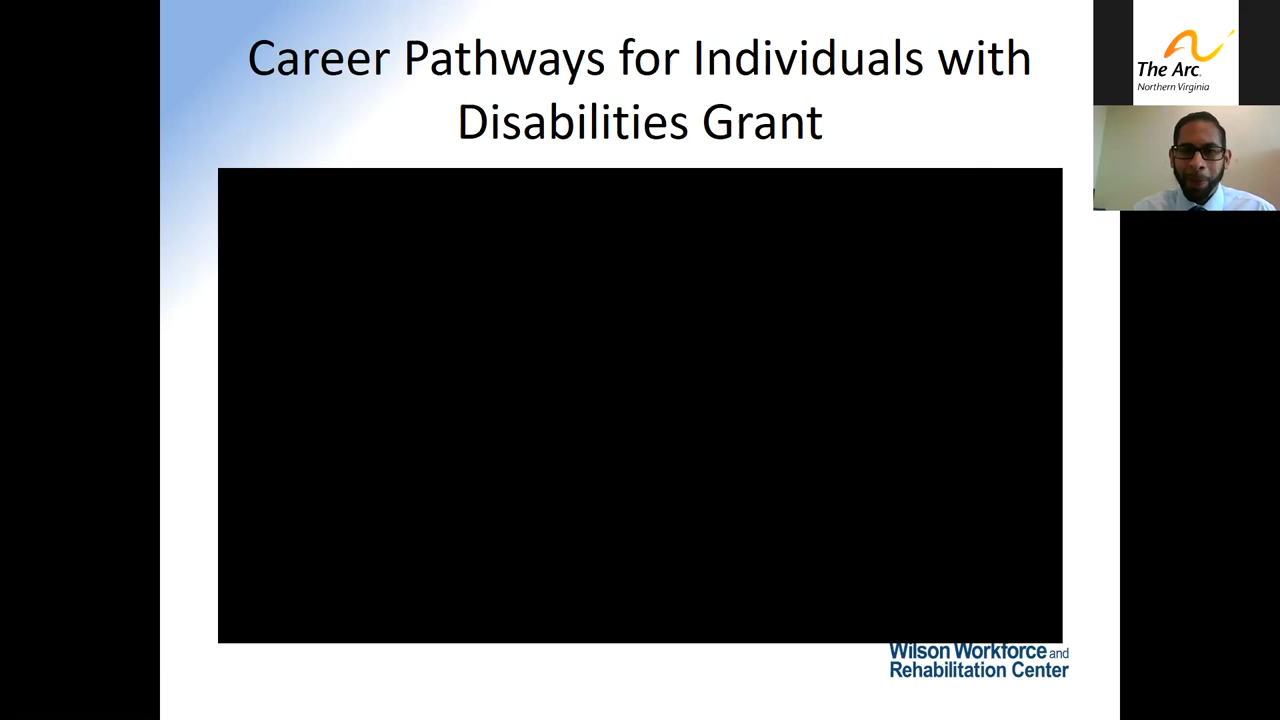 Career Pathways for Individuals with
Disabilities Grant
The Arc
Northern Virginia
Wilson Workforce and
Rehabilitation Center